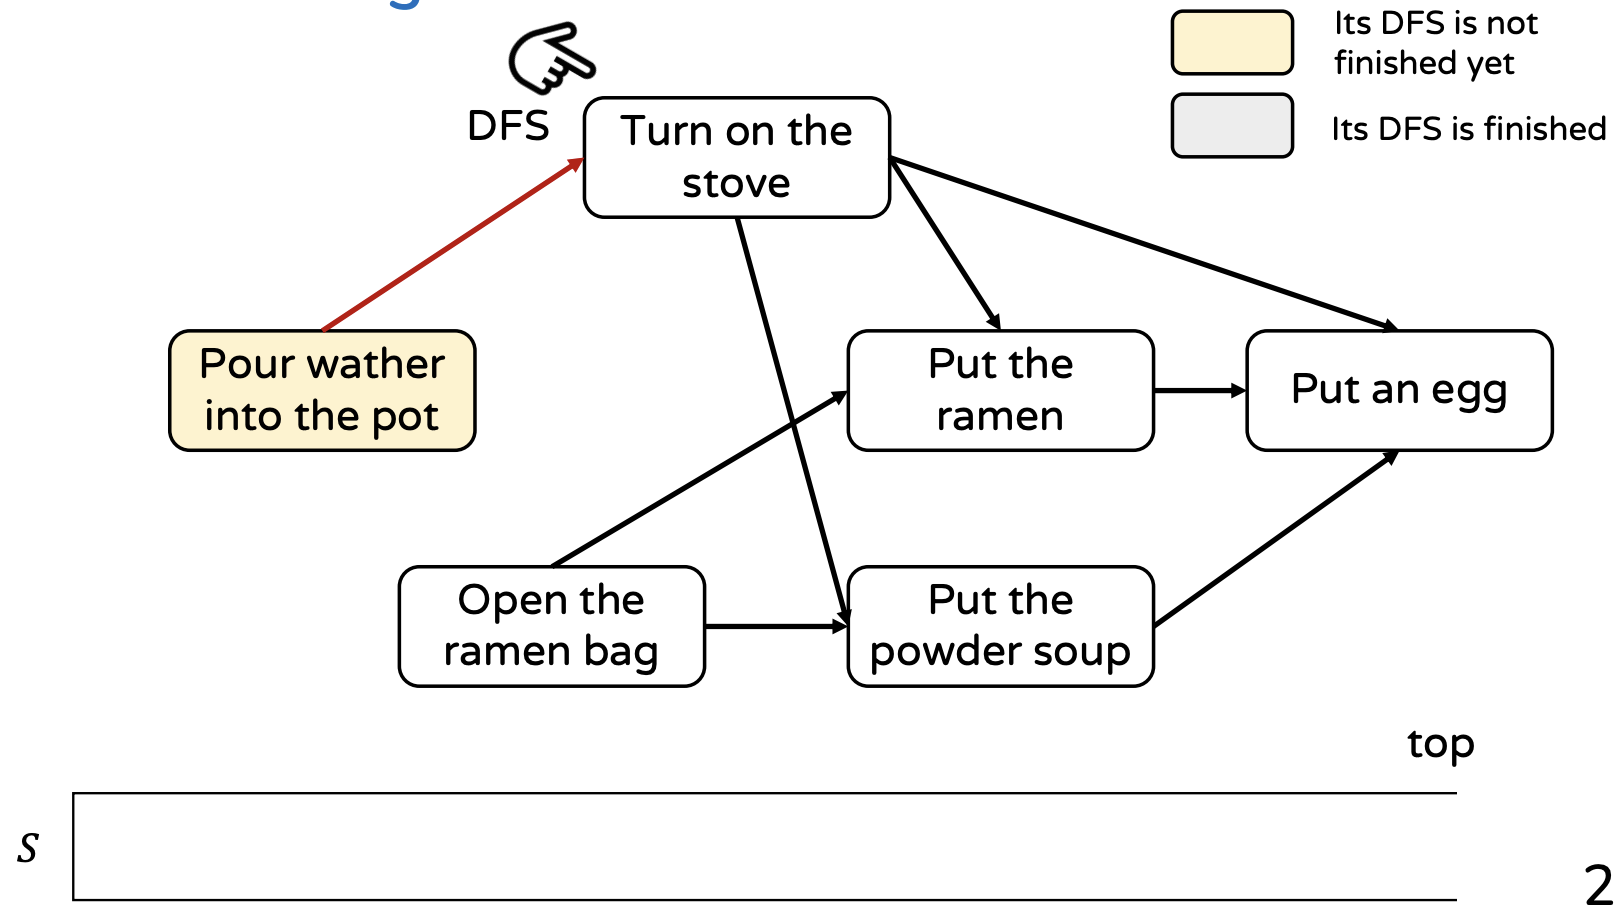 Its DFS is not
finished yet
Its DFS is finished
DFS
Turn on the
stove
Pour wather
into the pot
Put the
ramen
Put an egg
Open the
ramen bag
Put the
powder soup
top
S
2